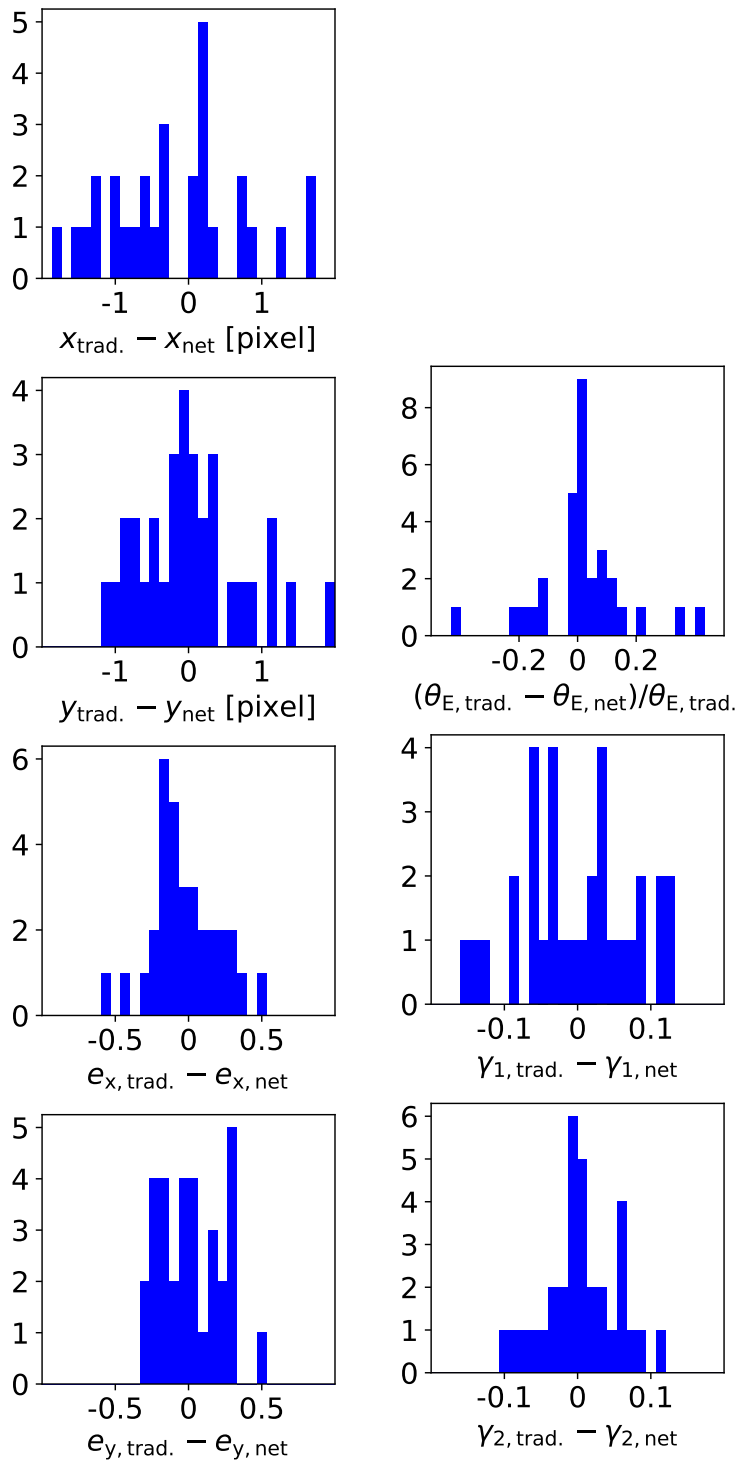 5
4
3
2
1
0
-1 0 1
x_trad. − x_net [pixel]
4
3
2
1
0
-1 0 1
y_trad. − y_net [pixel]
8
6
4
2
0
-0.2 0 0.2
(θ_E, trad. − θ_E, net)/θ_E, trad.
6
4
2
0
-0.5 0 0.5
e_x, trad. − e_x, net
4
3
2
1
0
-0.1 0 0.1
γ_1, trad. − γ_1, net
5
4
3
2
1
0
-0.5 0 0.5
e_y, trad. − e_y, net
6
5
4
3
2
1
0
-0.1 0 0.1
γ_2, trad. − γ_2, net